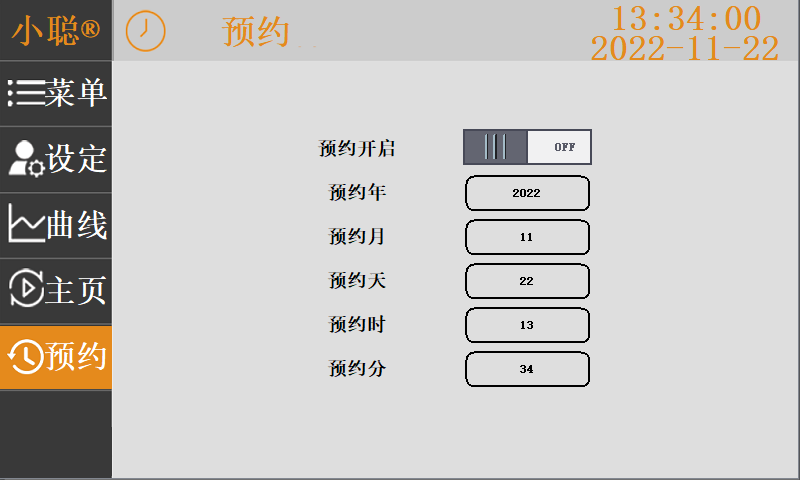 小聪®
预约
13:34:00
2022-11-22
菜单
设定
曲线
主页
预约
预约开启 OFF
预约年 2022
预约月 11
预约天 22
预约时 13
预约分 34